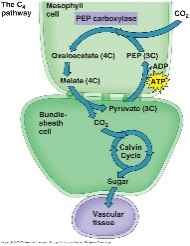 The C4
pathway
Mesophyll
cell
CO2
PEP carboxylase
Oxaloacetate (4C)
PEP (3C)
ADP
Malate (4C)
ATP
Pyruvate (3C)
CO2
Bundle-
sheath
cell
Calvin
Cycle
Sugar
Vascular
tissue